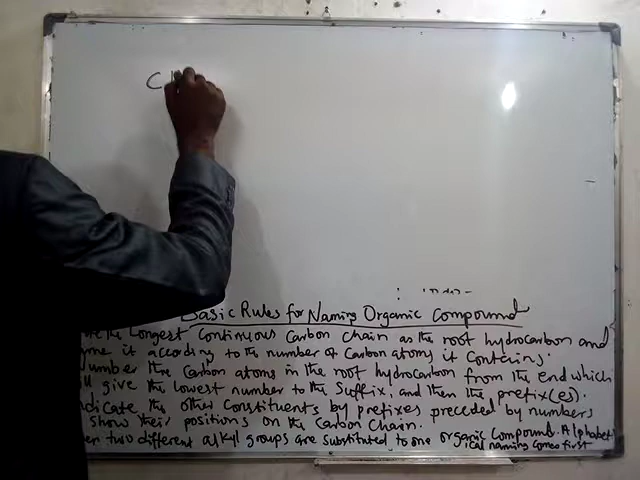 C
Basic Rules for Naming Organic Compound
the Longest Continuous Carbon Chain as the root hydrocarbon and
it according to the number of Carbon atoms it Contains.
the Carbon atoms in the root hydrocarbon from the end which
give the lowest number to the Suffix, and then the prefix(es).
the other Constituents by prefixes preceded by numbers
show their positions on the Carbon Chain.
two different alkyl groups are substituted to one organic Compound. Alphabet
ical naming comes first